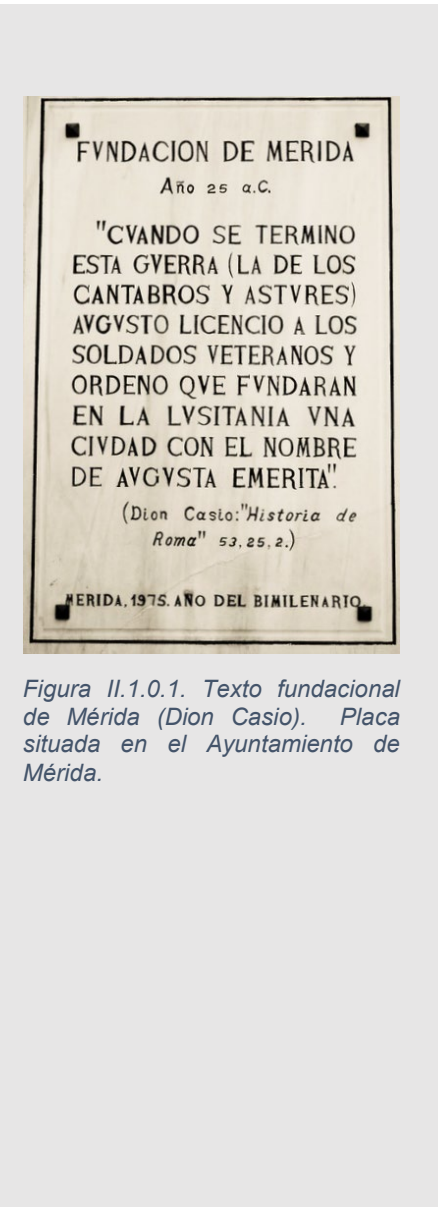 FVNDACION DE MERIDA
Año 25 a.C.
"CVANDO SE TERMINO
ESTA GVERRA (LA DE LOS
CANTABROS Y ASTVRES)
AVGVSTO LICENCIO A LOS
SOLDADOS VETERANOS Y
ORDENO QVE FVNDARAN
EN LA LVSITANIA VNA
CIVDAD CON EL NOMBRE
DE AVGVSTA EMERITA".
(Dion Casio:"Historia de
Roma" 53,25,2.)
MERIDA,1975.AÑO DEL BIMILENARIO.
Figura II.1.0.1. Texto fundacional
de Mérida (Dion Casio). Placa
situada en el Ayuntamiento de
Mérida.